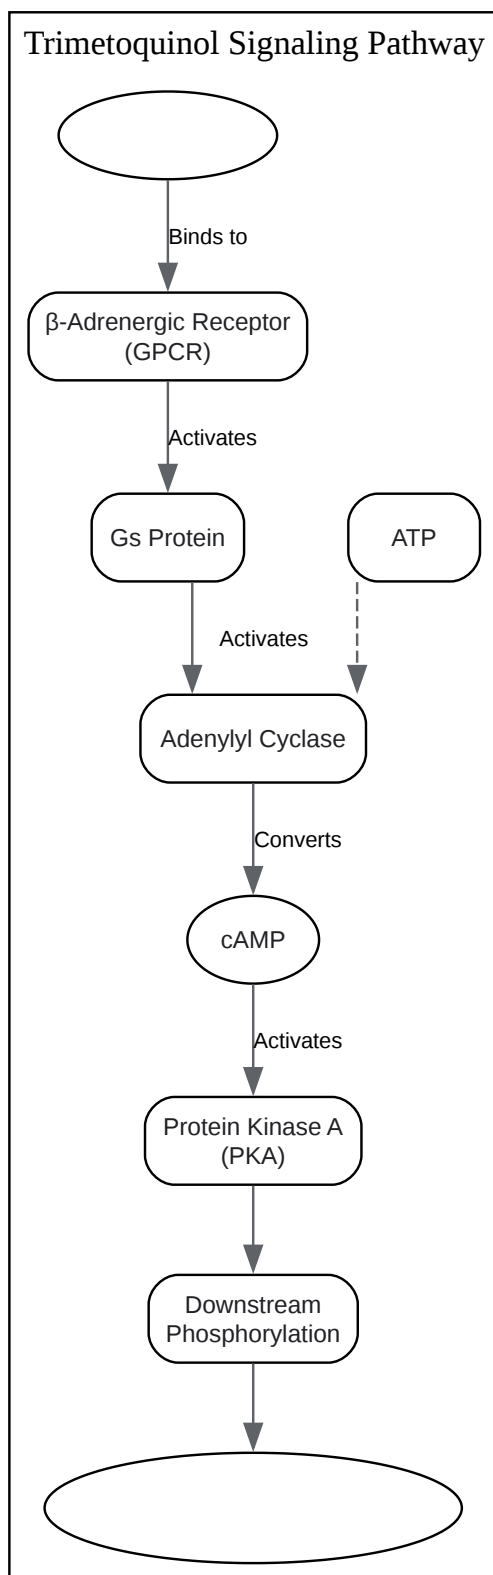 Trimetoquinol Signaling Pathway
Binds to
β-Adrenergic Receptor
(GPCR)
Activates
Gs Protein
ATP
Activates
Adenylyl Cyclase
Converts
cAMP
Activates
Protein Kinase A
(PKA)
Downstream
Phosphorylation